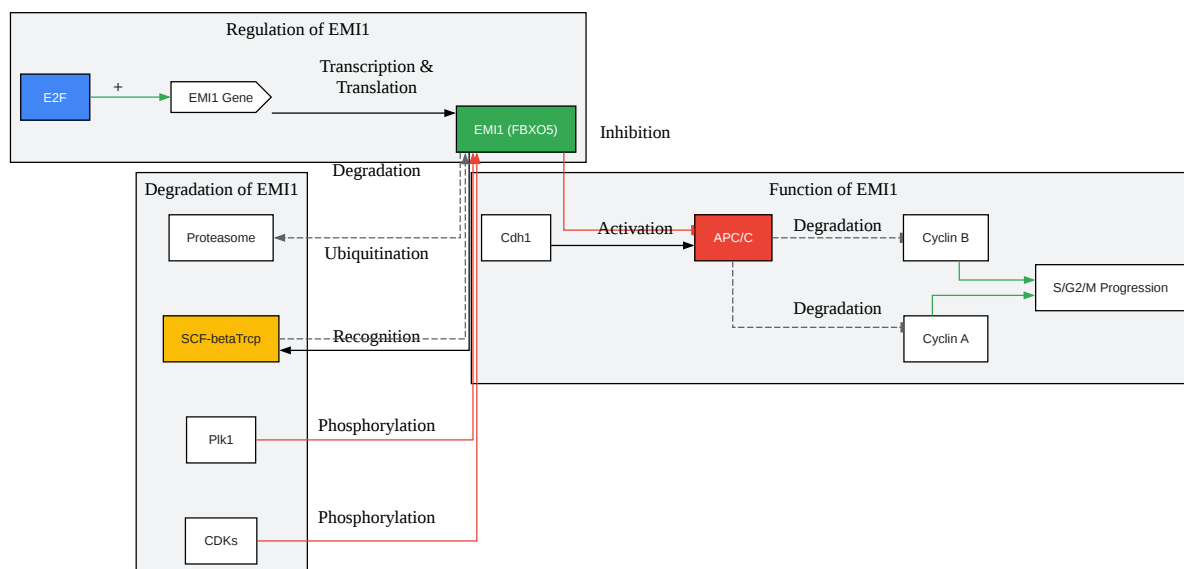 Regulation of EMI1
E2F
+
EMI1 Gene
Transcription &
Translation
EMI1 (FBXO5)
Inhibition
Degradation
Degradation of EMI1
Proteasome
Ubiquitination
SCF-betaTrcp
Recognition
Plk1
Phosphorylation
CDKs
Phosphorylation
Function of EMI1
Cdh1
Activation
APC/C
Degradation
Cyclin B
Degradation
Cyclin A
S/G2/M Progression